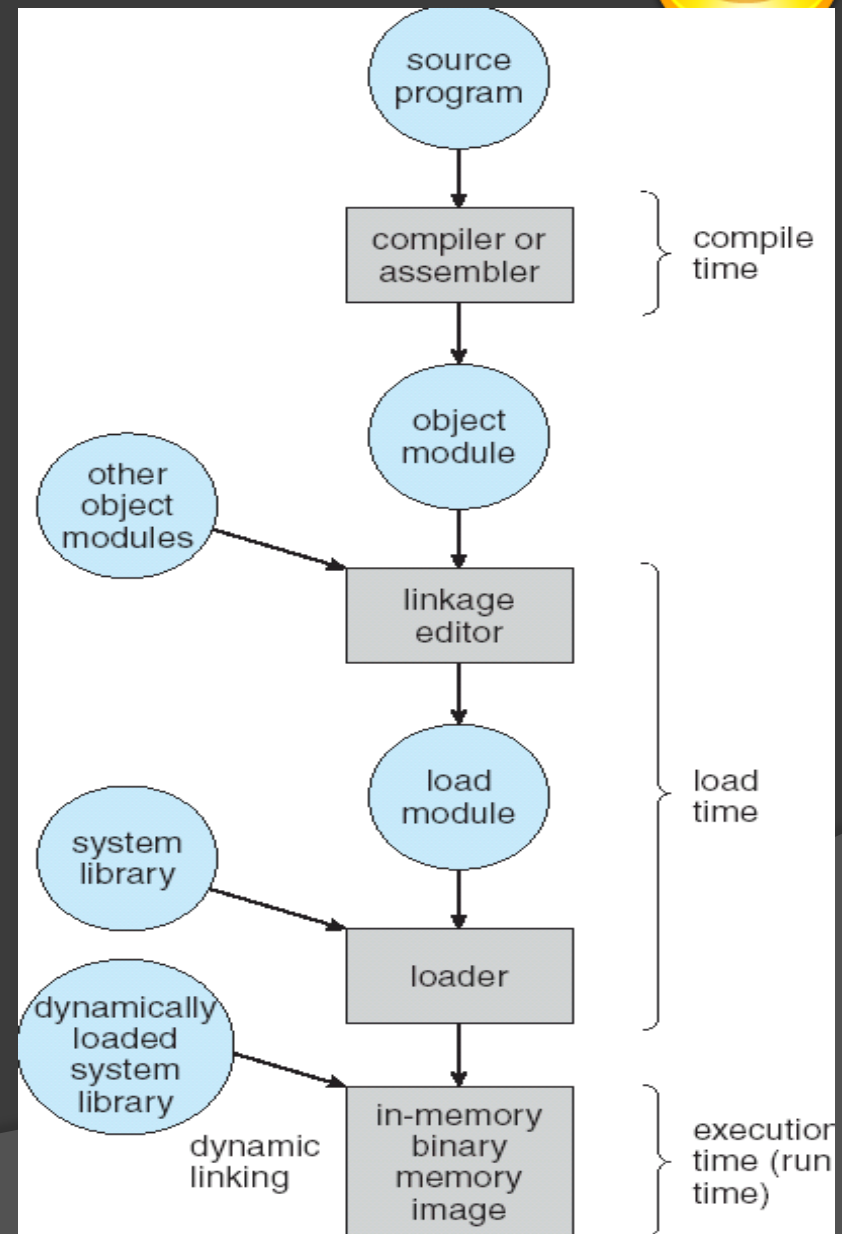 source
program
compiler or
assembler
compile
time
object
module
other
object
modules
linkage
editor
load
module
load
time
system
library
loader
dynamically
loaded
system
library
dynamic
linking
in-memory
binary
memory
image
execution
time (run
time)